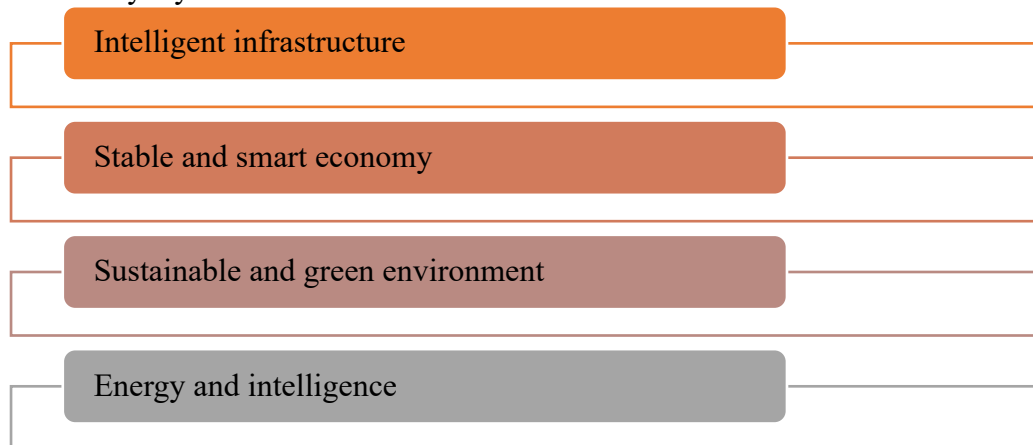 Intelligent infrastructure
Stable and smart economy
Sustainable and green environment
Energy and intelligence